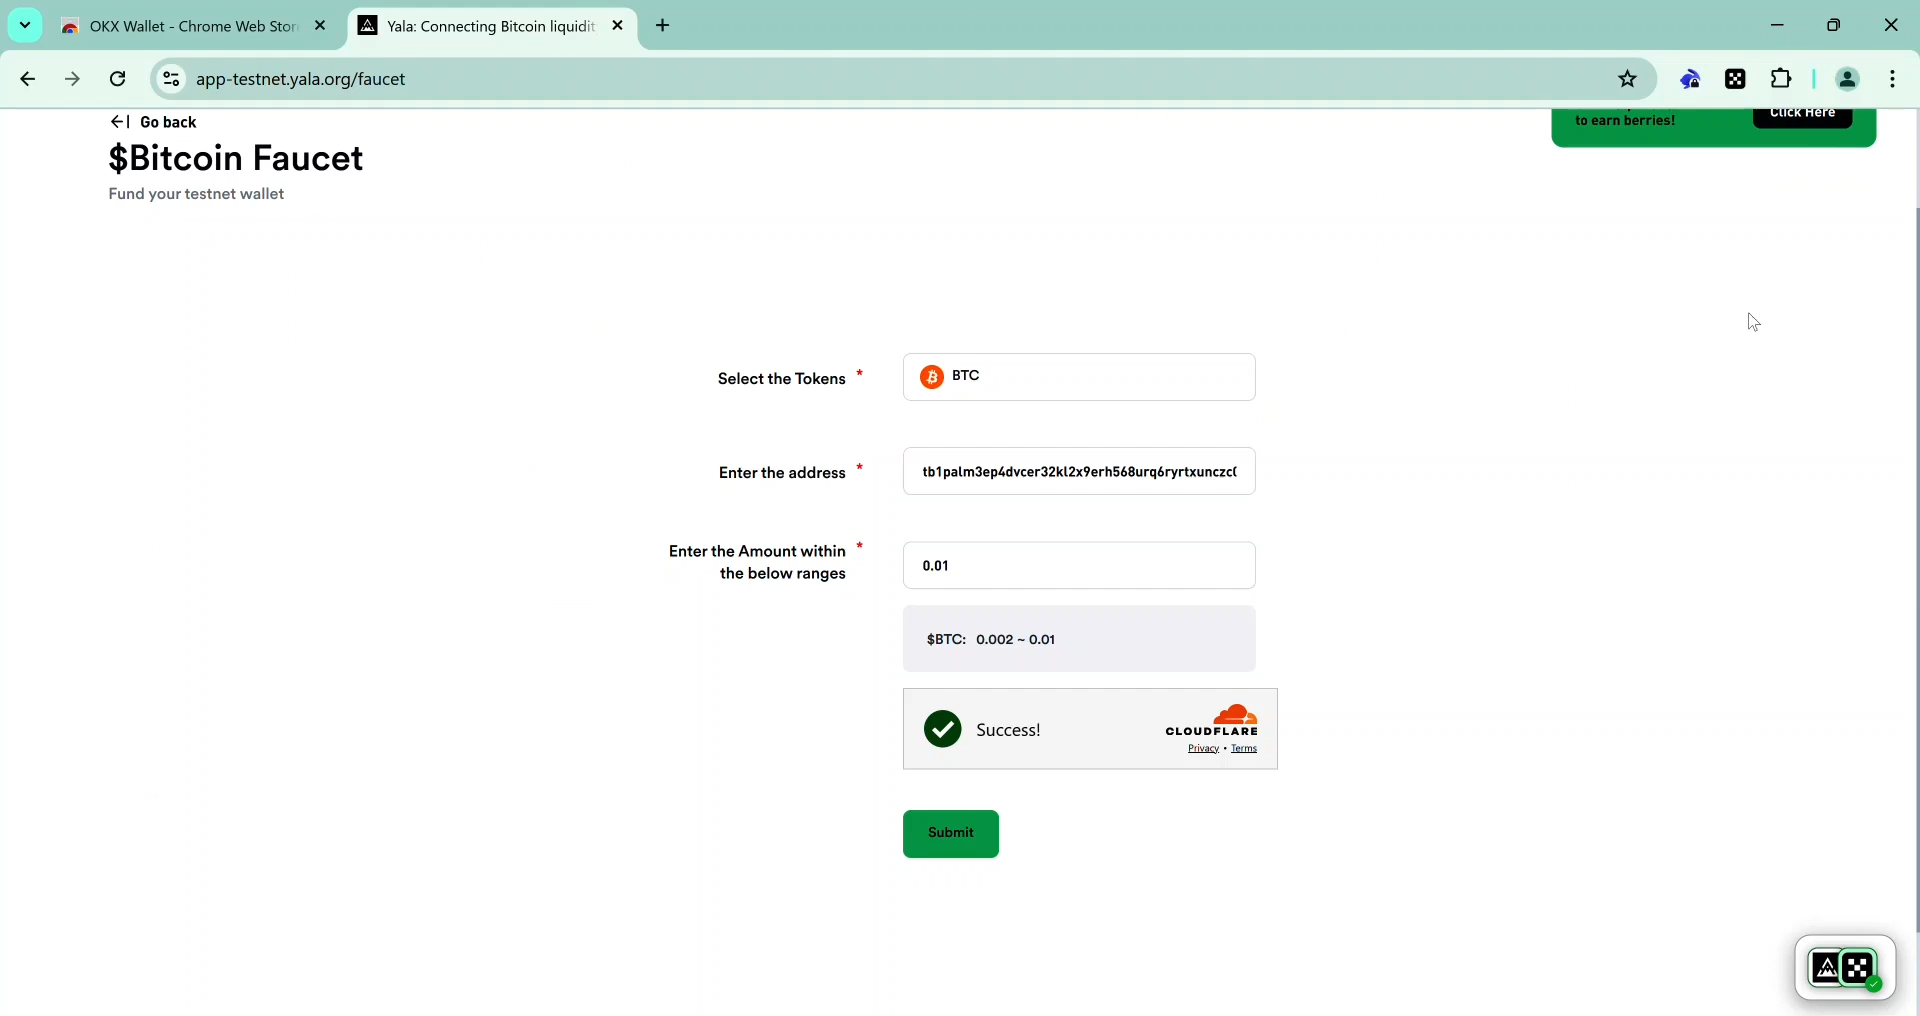 OKX Wallet - Chrome Web Stor
Yala: Connecting Bitcoin liquidit
app-testnet.yala.org/faucet
Go back
to earn berries!
Click Here
$Bitcoin Faucet
Fund your testnet wallet
Select the Tokens *
BTC
Enter the address *
tb1palm3ep4dvcer32kl2x9erh568urq6ryrtxunczc
Enter the Amount within *
the below ranges
0.01
$BTC: 0.002 ~ 0.01
Success!
CLOUDFLARE
Privacy • Terms
Submit